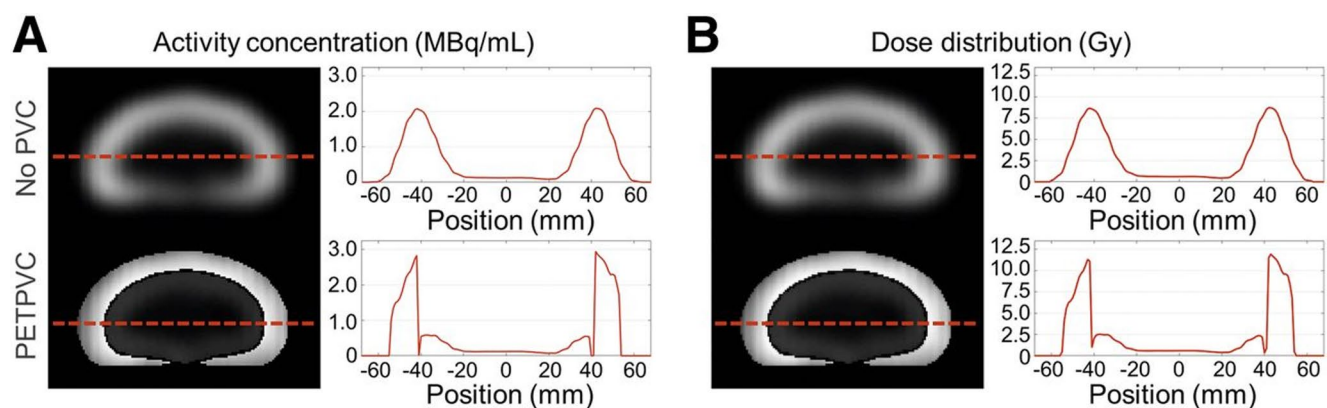 A
Activity concentration (MBq/mL)
No PVC
3.0
2.0
1.0
0
-60 -40 -20 0 20 40 60
Position (mm)
PETPVC
3.0
2.0
1.0
0
-60 -40 -20 0 20 40 60
Position (mm)
B
Dose distribution (Gy)
12.5
10.0
7.5
5.0
2.5
0
-60 -40 -20 0 20 40 60
Position (mm)
12.5
10.0
7.5
5.0
2.5
0
-60 -40 -20 0 20 40 60
Position (mm)